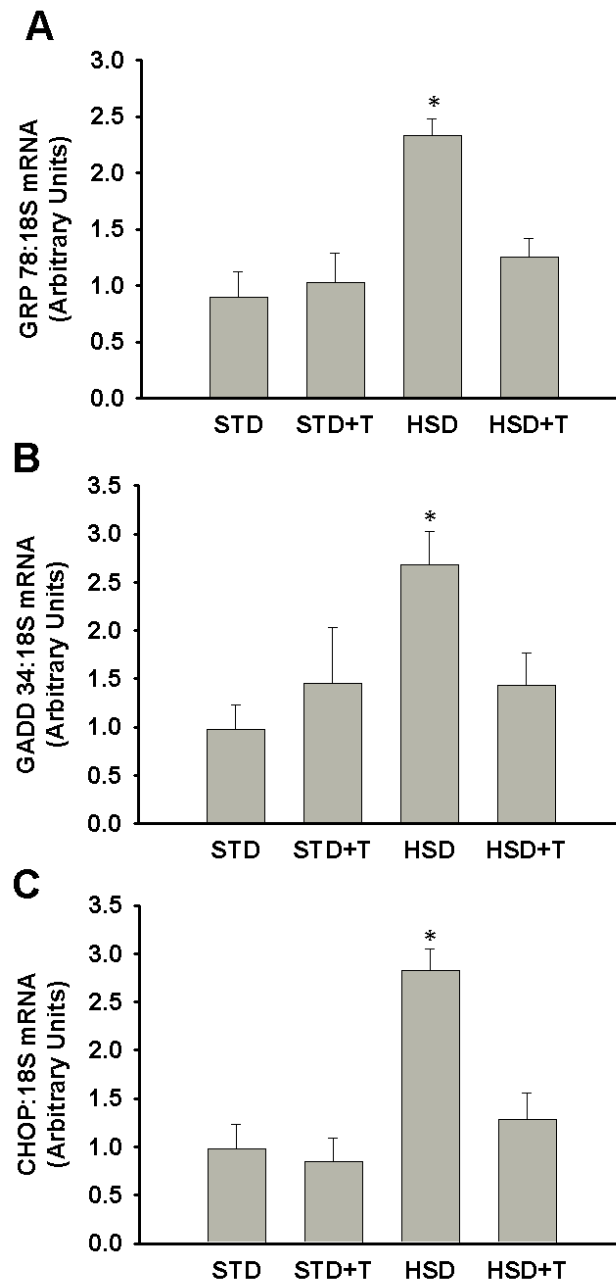 A
GRP 78:18S mRNA
(Arbitrary Units)
3.0
2.5
2.0
1.5
1.0
0.5
0.0
*
STD STD+T HSD HSD+T
B
GADD 34:18S mRNA
(Arbitrary Units)
3.5
3.0
2.5
2.0
1.5
1.0
0.5
0.0
*
STD STD+T HSD HSD+T
C
CHOP:18S mRNA
(Arbitrary Units)
3.5
3.0
2.5
2.0
1.5
1.0
0.5
0.0
*
STD STD+T HSD HSD+T